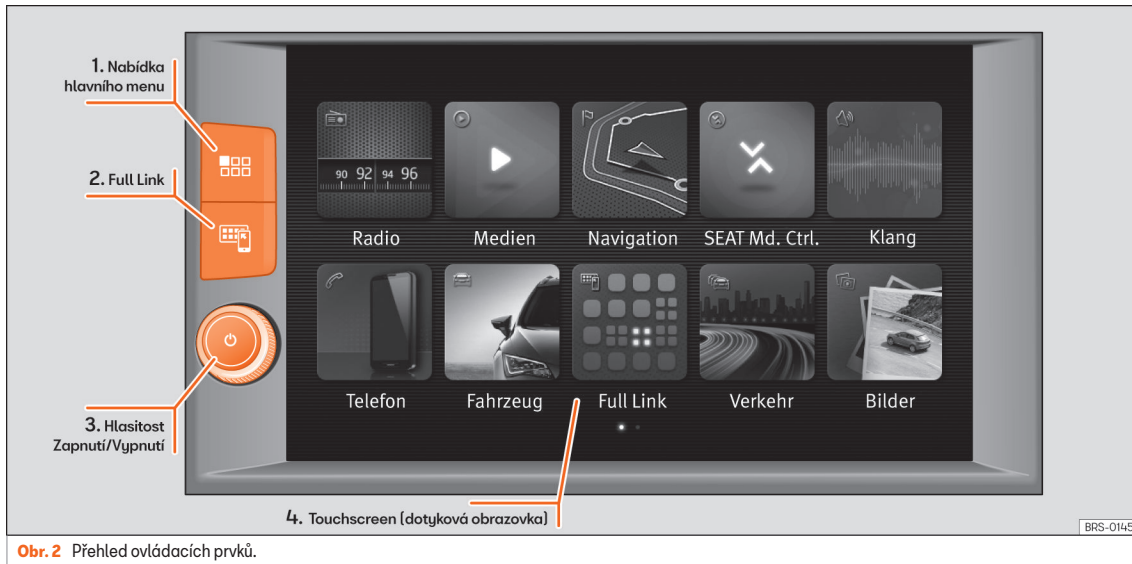 1. Nabídka
hlavního menu
2. Full Link
3. Hlasitost
Zapnutí/Vypnutí
90 92 94 96
Radio Medien Navigation SEAT Md. Ctrl. Klang
Telefon Fahrzeug Full Link Verkehr Bilder
4. Touchscreen (dotyková obrazovka)
BRS-0145
Obr. 2 Přehled ovládacích prvků.